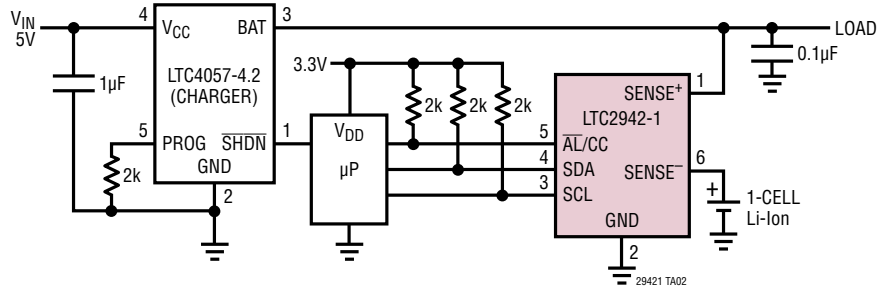 V_IN
5V
4
V_CC
BAT
3
LTC4057-4.2
(CHARGER)
1µF
5
PROG
SHDN
1
GND
2
2k
3.3V
V_DD
µP
2k
2k
2k
LOAD
0.1µF
1
SENSE+
LTC2942-1
5
AL/CC
4
SDA
3
SCL
SENSE−
6
GND
2
+
1-CELL
Li-Ion
29421 TA02